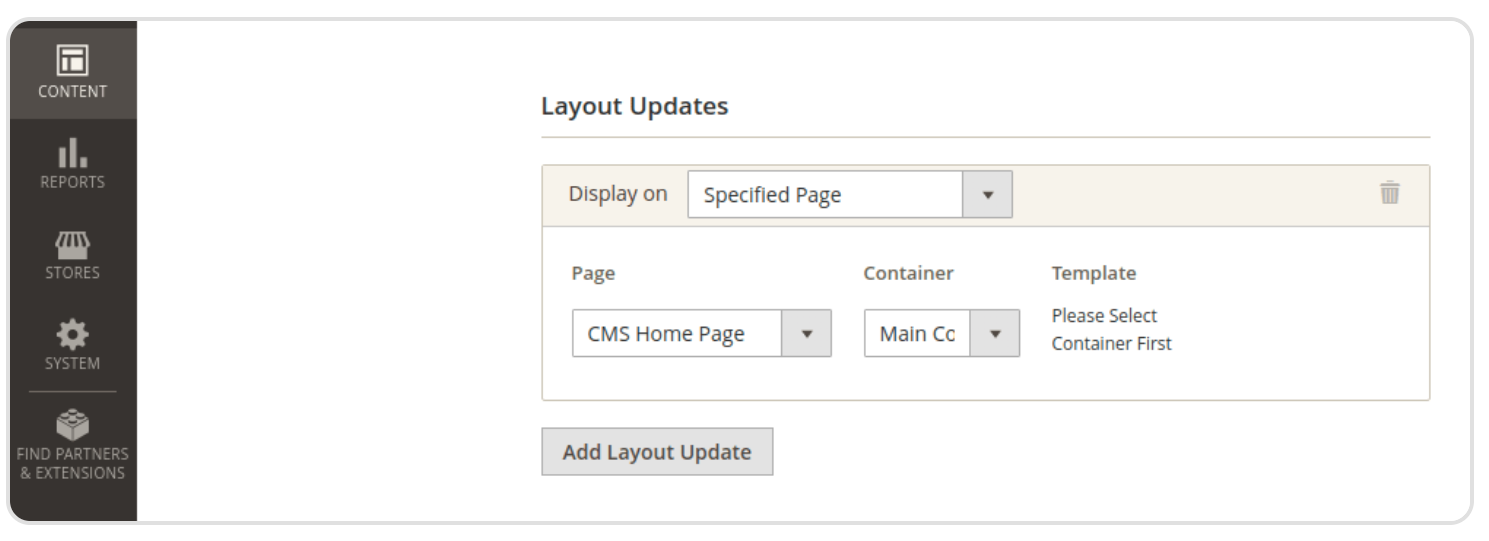 CONTENT
REPORTS
STORES
SYSTEM
FIND PARTNERS
& EXTENSIONS
Layout Updates
Display on Specified Page
Page Container Template
CMS Home Page Main Co Please Select
Container First
Add Layout Update